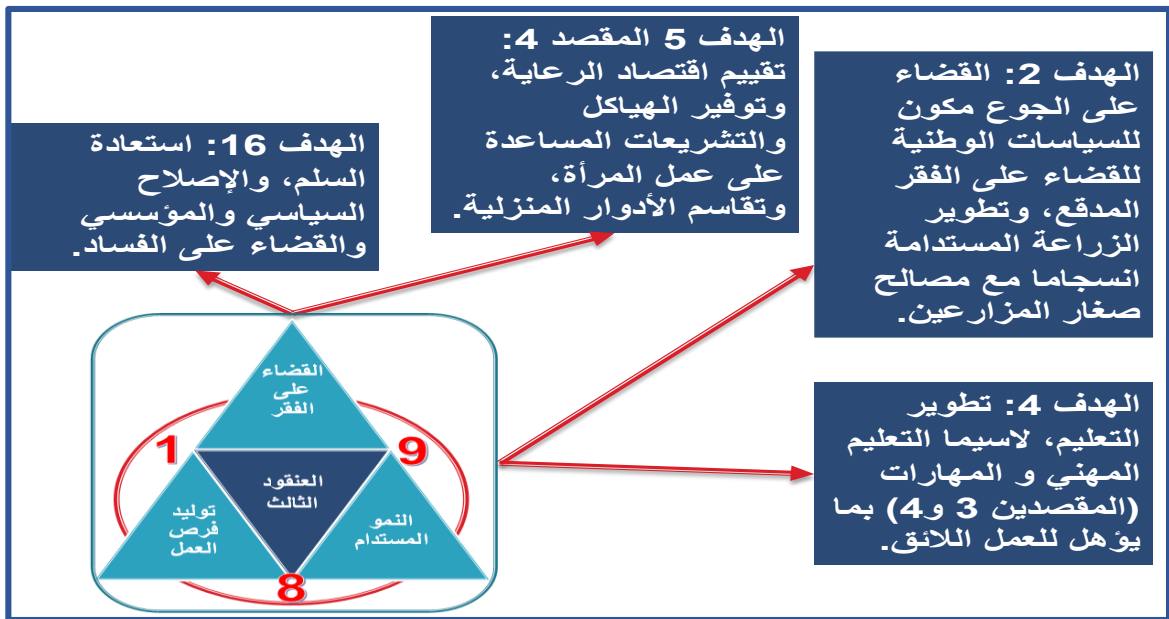 الهدف 2: القضاء
على الجوع مكون
للسياسات الوطنية
للقضاء على الفقر
المدقع، وتطوير
الزراعة المستدامة
انسجاما مع مصالح
صغار المزارعين.
الهدف 5 المقصد 4:
تقييم اقتصاد الرعاية،
وتوفير الهياكل
والتشريعات المساعدة
على عمل المرأة،
وتقاسم الأدوار المنزلية.
الهدف 16: استعادة
السلم، والإصلاح
السياسي والمؤسسي
والقضاء على الفساد.
الهدف 4: تطوير
التعليم، لاسيما التعليم
المهني و المهارات
(المقصدين 3 و4) بما
يؤهل للعمل اللائق.
القضاء
على
الفقر
9
1
العنقود
الثالث
النمو
المستدام
توليد
فرص
العمل
8